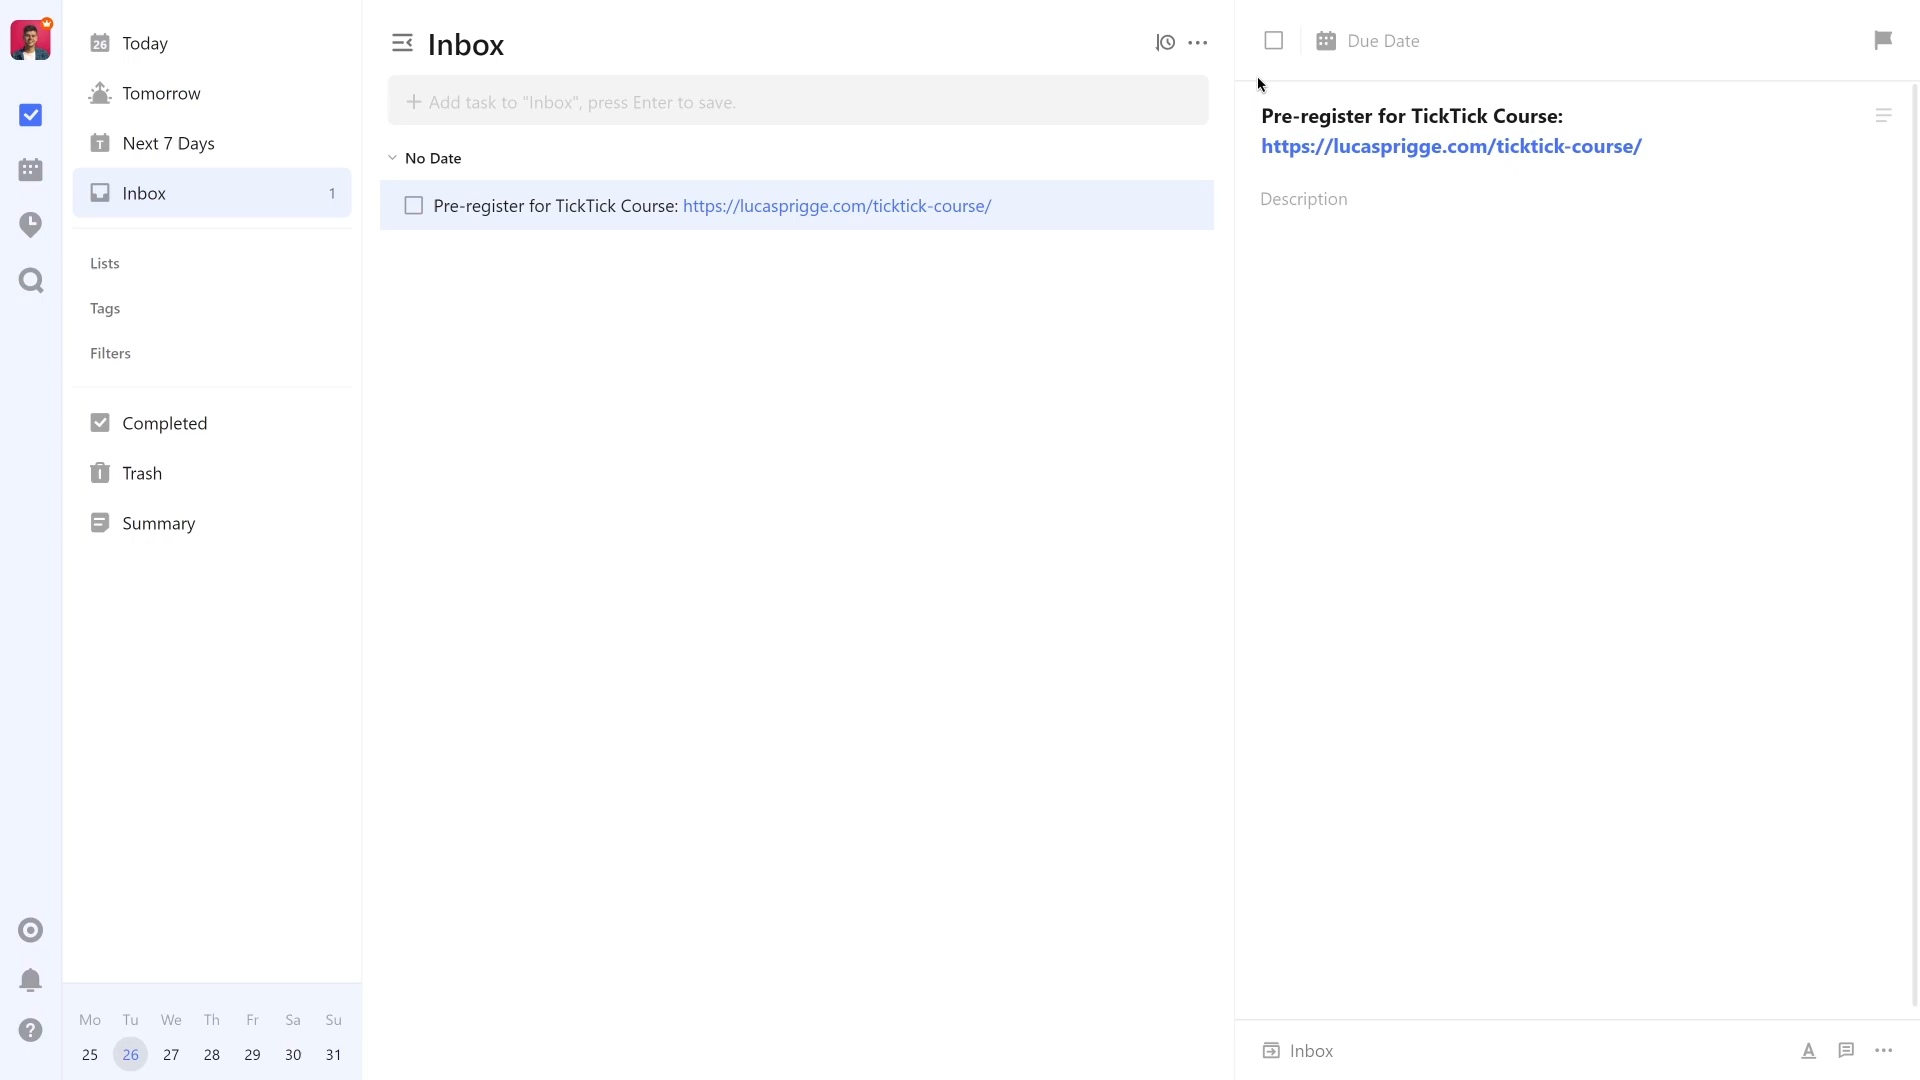 26 Today
Tomorrow
T Next 7 Days
Inbox 1
Lists
Tags
Filters
Completed
Trash
Summary
Mo Tu We Th Fr Sa Su
25 26 27 28 29 30 31
Inbox
+ Add task to "Inbox", press Enter to save.
No Date
Pre-register for TickTick Course: https://lucasprigge.com/ticktick-course/
Due Date
Pre-register for TickTick Course:
https://lucasprigge.com/ticktick-course/
Description
Inbox
A